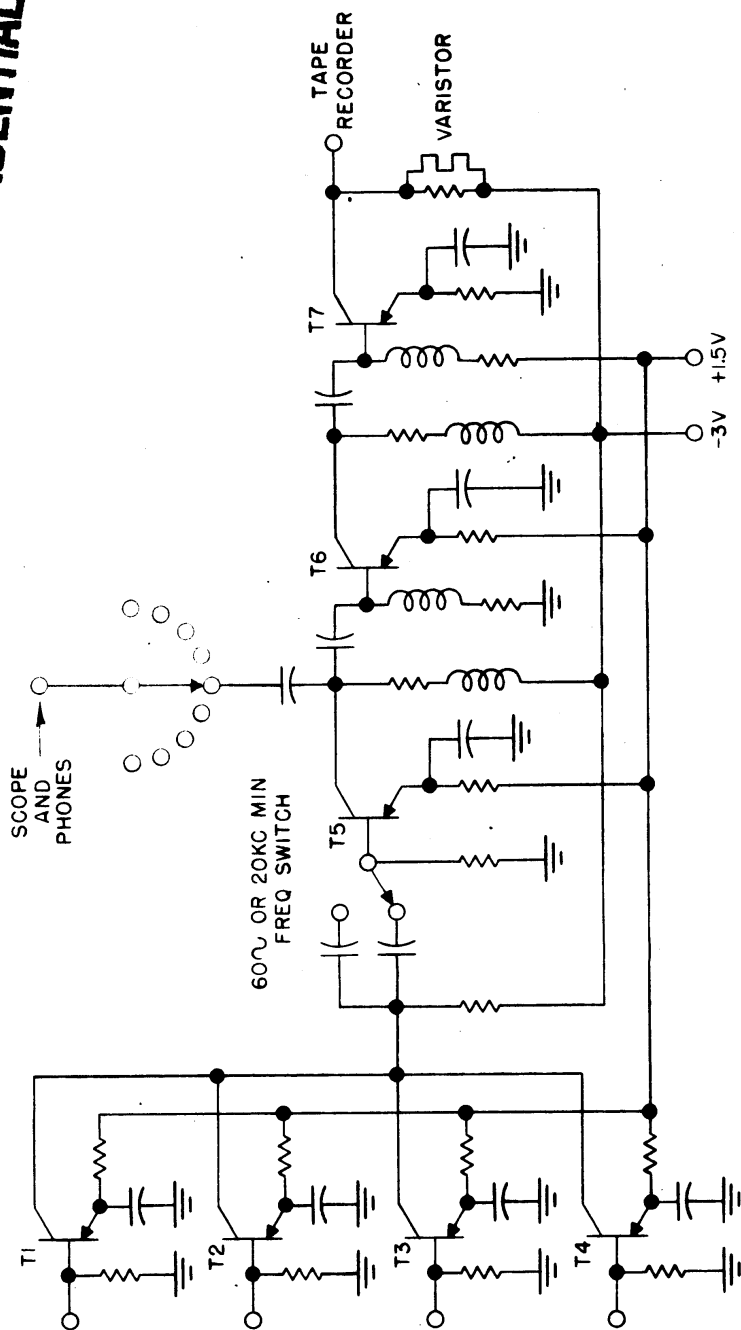 SCOPE
AND
PHONES
TAPE
RECORDER
VARISTOR
60∿ OR 20KC MIN
FREQ SWITCH
T1
T2
T3
T4
T5
T6
T7
-3V
+1.5V